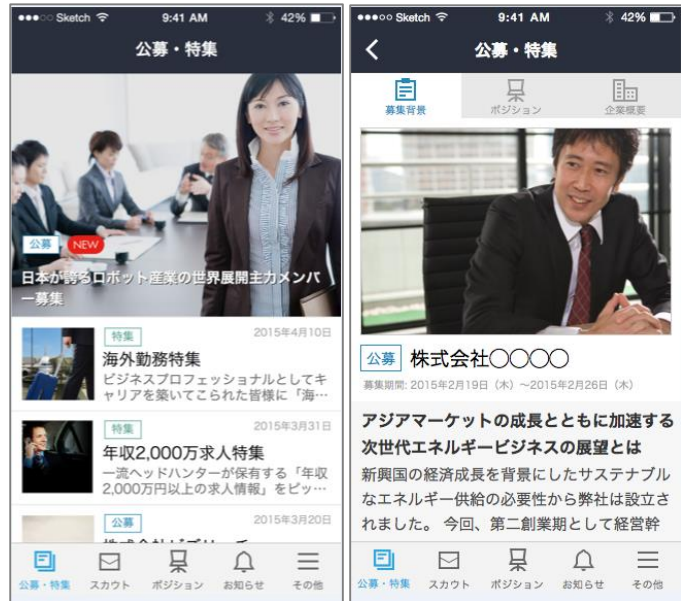 ●●●○○ Sketch 9:41 AM 42%
公募・特集
公募 NEW
日本が誇るロボット産業の世界展開主力メンバ
ー募集
特集 2015年4月10日
海外勤務特集
ビジネスプロフェッショナルとしてキ
ャリアを築いてこられた皆様に「海…
特集 2015年3月31日
年収2,000万求人特集
一流ヘッドハンターが保有する「年収
2,000万円以上の求人情報」をピッ…
公募 2015年3月20日
公募・特集 スカウト ポジション お知らせ その他
●●●○○ Sketch 9:41 AM 42%
公募・特集
募集背景 ポジション 企業概要
公募 株式会社○○○○
募集期間: 2015年2月19日（木）〜2015年2月26日（木）
アジアマーケットの成長とともに加速する
次世代エネルギービジネスの展望とは
新興国の経済成長を背景にしたサステナブル
なエネルギー供給の必要性から弊社は設立さ
れました。 今回、第二創業期として経営幹
公募・特集 スカウト ポジション お知らせ その他